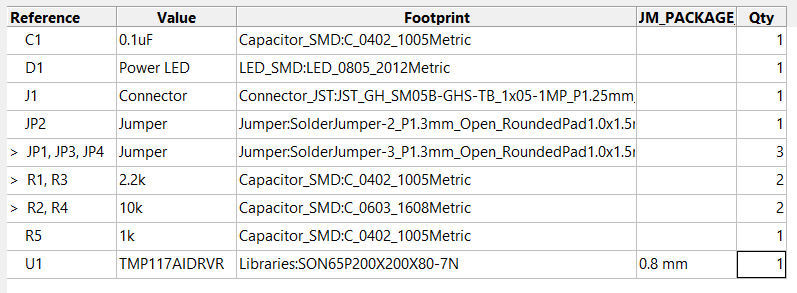 Reference Value Footprint JM_PACKAGE_ Qty
C1 0.1uF Capacitor_SMD:C_0402_1005Metric 1
D1 Power LED LED_SMD:LED_0805_2012Metric 1
J1 Connector Connector_JST:JST_GH_SM05B-GHS-TB_1x05-1MP_P1.25mm_ 1
JP2 Jumper Jumper:SolderJumper-2_P1.3mm_Open_RoundedPad1.0x1.5m 1
> JP1, JP3, JP4 Jumper Jumper:SolderJumper-3_P1.3mm_Open_RoundedPad1.0x1.5m 3
> R1, R3 2.2k Capacitor_SMD:C_0402_1005Metric 2
> R2, R4 10k Capacitor_SMD:C_0603_1608Metric 2
R5 1k Capacitor_SMD:C_0402_1005Metric 1
U1 TMP117AIDRVR Libraries:SON65P200X200X80-7N 0.8 mm 1